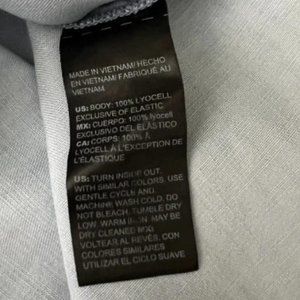 MADE IN VIETNAM/ HECHO
EN VIETNAM/ FABRIQUÉ AU
VIETNAM
US: BODY: 100% LYOCELL
EXCLUSIVE OF ELASTIC
MX: CUERPO: 100% lyocell
EXCLUSIVO DEL ELÁSTICO
CA: CORPS: 100% Á
LYOCELL À L'EXCEPTION DE
L'ÉLASTIQUE
US: TURN INSIDE OUT.
WITH SIMILAR COLORS. USE
GENTLE CYCLE AND
MACHINE WASH COLD. DO
NOT BLEACH. TUMBLE DRY
LOW. WARM IRON MAY BE
DRY IRONED MX:
VOLTEAR AL REVÉS, CON
COLORES SIMILARES
UTILIZAR EL CICLO SUAVE